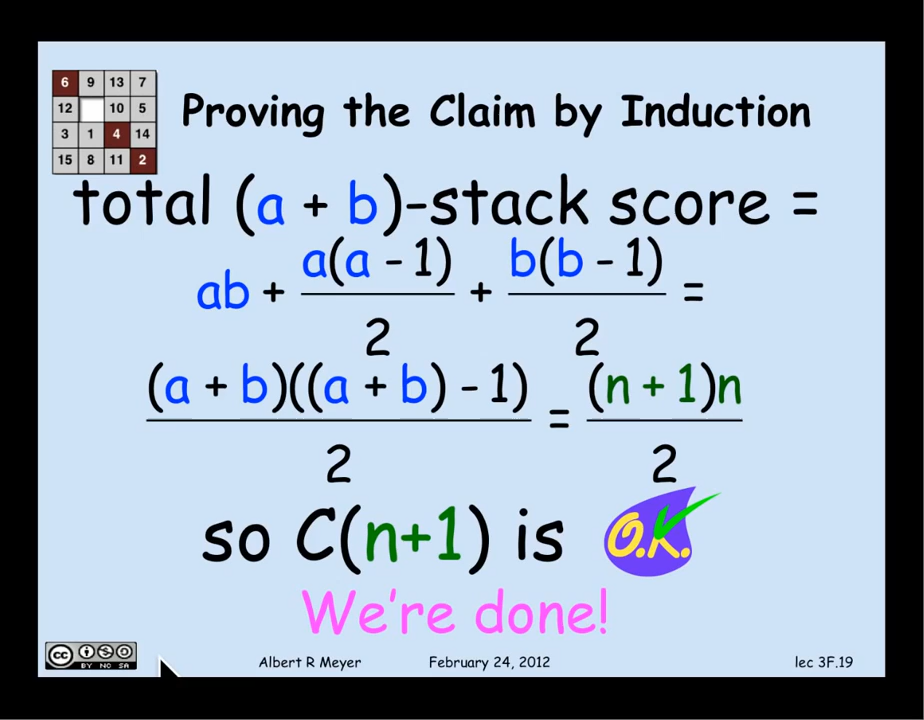 6 9 13 7
12 10 5
3 1 4 14
15 8 11 2
Proving the Claim by Induction
total (a + b)-stack score =
ab + a(a - 1)/2 + b(b - 1)/2 =
(a + b)((a + b) - 1)/2 = (n + 1)n/2
so C(n+1) is O.K.
We're done!
cc BY NC SA
Albert R Meyer February 24, 2012 lec 3F.19